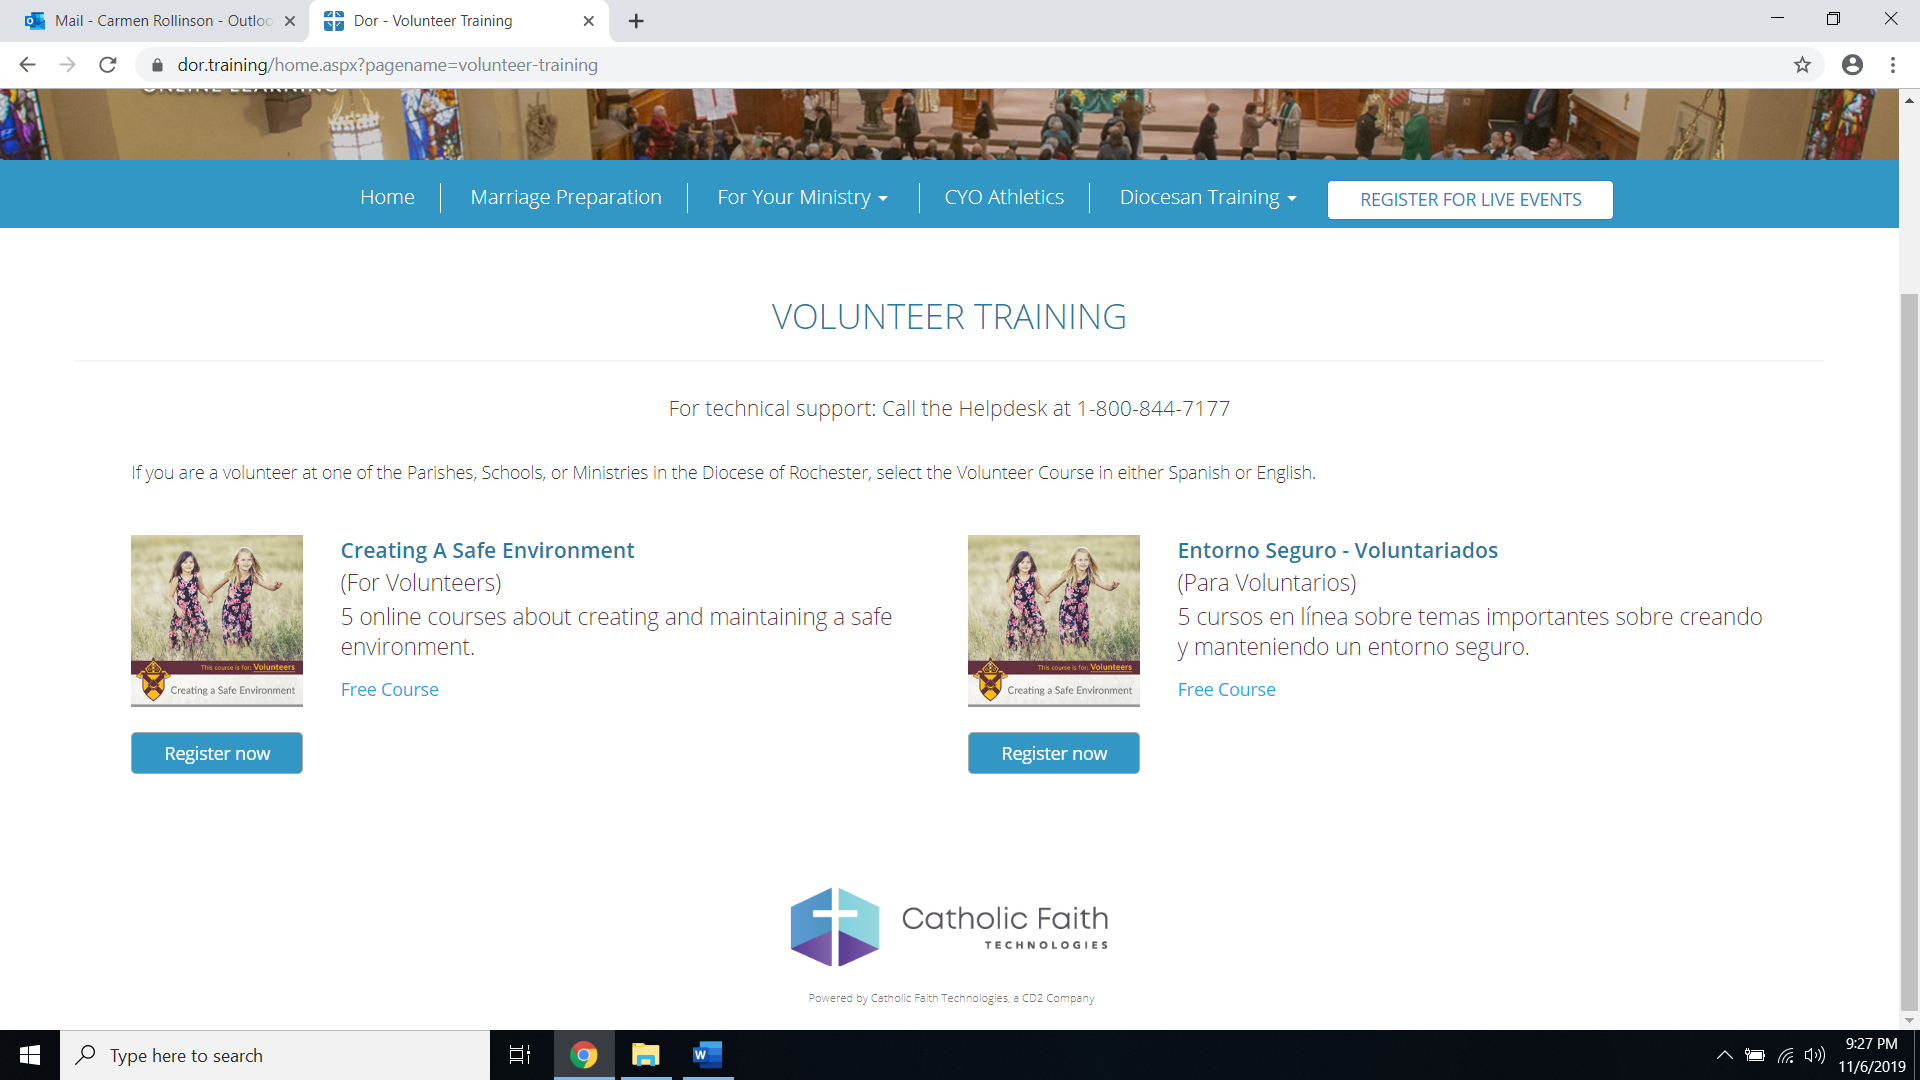 Mail - Carmen Rollinson - Outloo
Dor - Volunteer Training
dor.training/home.aspx?pagename=volunteer-training
ONLINE LEARNING
Home
Marriage Preparation
For Your Ministry
CYO Athletics
Diocesan Training
REGISTER FOR LIVE EVENTS
VOLUNTEER TRAINING
For technical support: Call the Helpdesk at 1-800-844-7177
If you are a volunteer at one of the Parishes, Schools, or Ministries in the Diocese of Rochester, select the Volunteer Course in either Spanish or English.
This course is for: Volunteers
Creating a Safe Environment
Creating A Safe Environment
(For Volunteers)
5 online courses about creating and maintaining a safe
environment.
Free Course
Register now
This course is for: Volunteers
Creating a Safe Environment
Entorno Seguro - Voluntariados
(Para Voluntarios)
5 cursos en línea sobre temas importantes sobre creando
y manteniendo un entorno seguro.
Free Course
Register now
Catholic Faith
TECHNOLOGIES
Powered by Catholic Faith Technologies, a CD2 Company
Type here to search
9:27 PM
11/6/2019